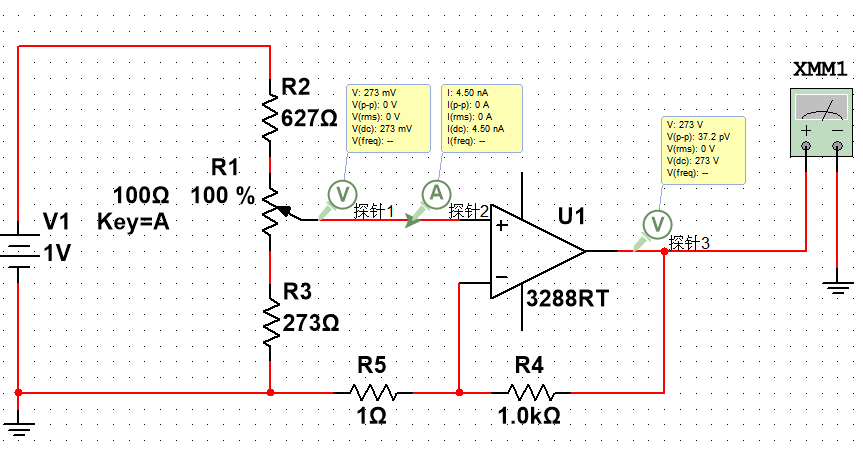 XMM1
R2
627Ω
V: 273 mV
V(p-p): 0 V
V(rms): 0 V
V(dc): 273 mV
V(freq): --
I: 4.50 nA
I(p-p): 0 A
I(rms): 0 A
I(dc): 4.50 nA
I(freq): --
V: 273 V
V(p-p): 37.2 pV
V(rms): 0 V
V(dc): 273 V
V(freq): --
R1
100Ω
100 %
Key=A
V
探针1
A
探针2
V
探针3
U1
3288RT
V1
1V
R3
273Ω
R5
1Ω
R4
1.0kΩ